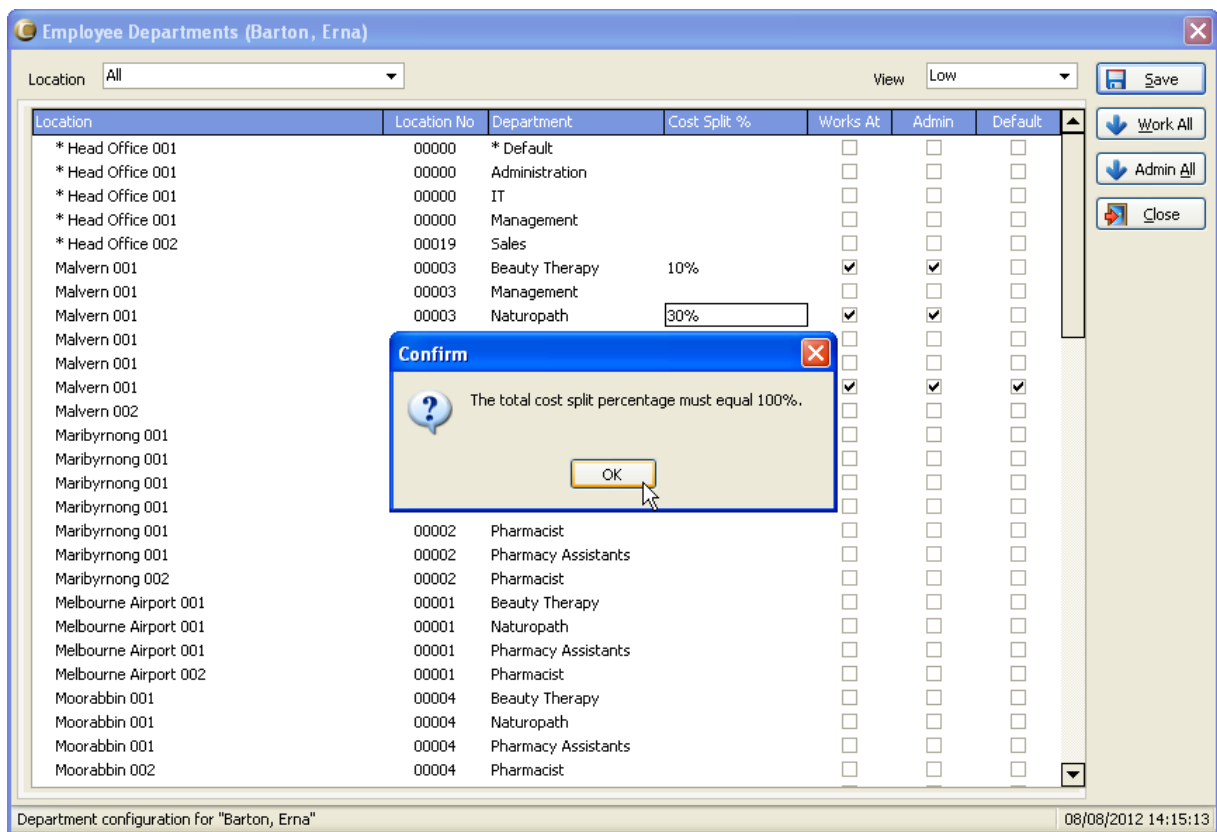 Employee Departments (Barton, Erna)
Location All View Low Save
Location Location No Department Cost Split % Works At Admin Default Work All
* Head Office 001 00000 * Default
* Head Office 001 00000 Administration Admin All
* Head Office 001 00000 IT
* Head Office 001 00000 Management Close
* Head Office 002 00019 Sales
Malvern 001 00003 Beauty Therapy 10%
Malvern 001 00003 Management
Malvern 001 00003 Naturopath 30%
Malvern 001
Confirm
Malvern 001
Malvern 001
The total cost split percentage must equal 100%.
Malvern 002
Maribyrnong 001
Maribyrnong 001
OK
Maribyrnong 001
Maribyrnong 001
Maribyrnong 001 00002 Pharmacist
Maribyrnong 001 00002 Pharmacy Assistants
Maribyrnong 002 00002 Pharmacist
Melbourne Airport 001 00001 Beauty Therapy
Melbourne Airport 001 00001 Naturopath
Melbourne Airport 001 00001 Pharmacy Assistants
Melbourne Airport 002 00001 Pharmacist
Moorabbin 001 00004 Beauty Therapy
Moorabbin 001 00004 Naturopath
Moorabbin 001 00004 Pharmacy Assistants
Moorabbin 002 00004 Pharmacist
Department configuration for "Barton, Erna" 08/08/2012 14:15:13